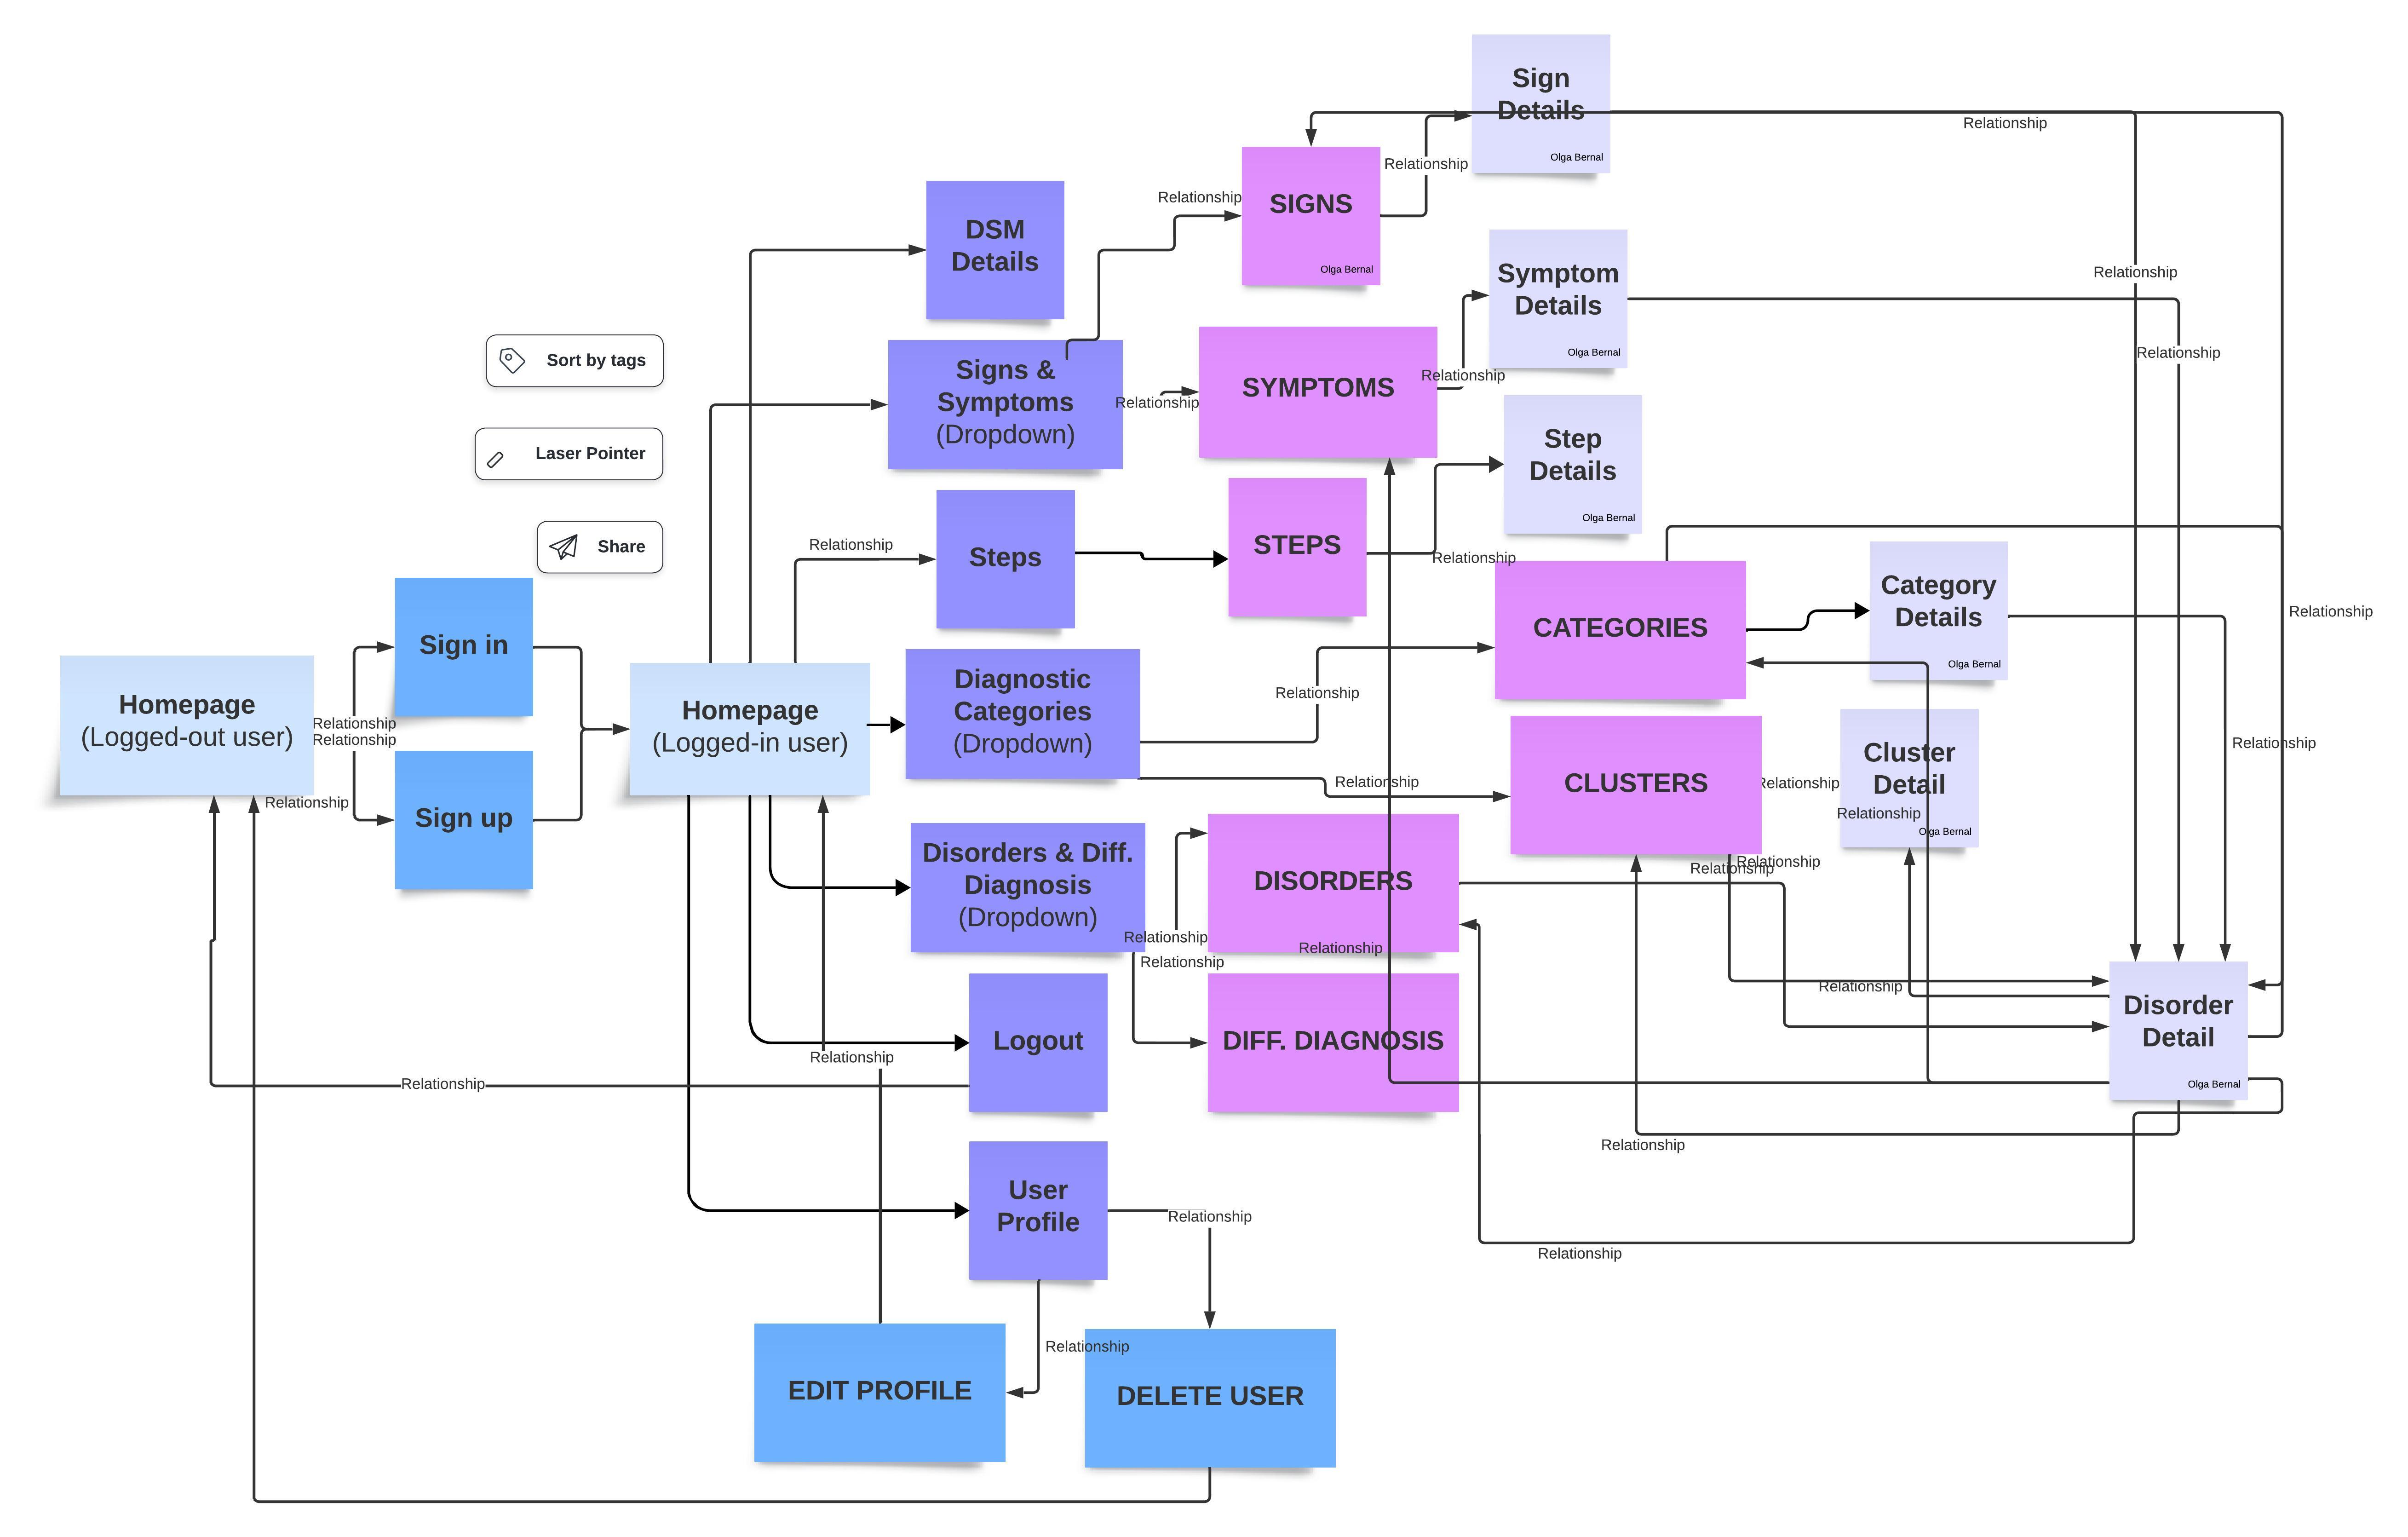 Sign
Details
Olga Bernal
Relationship
Relationship
SIGNS
Olga Bernal
Relationship
DSM
Details
Symptom
Details
Olga Bernal
Relationship
Relationship
Sort by tags
Signs &
Symptoms
(Dropdown)
Relationship
SYMPTOMS
Relationship
Laser Pointer
Step
Details
Olga Bernal
Share
Relationship
Steps
STEPS
Relationship
CATEGORIES
Category
Details
Olga Bernal
Relationship
Sign in
Homepage
(Logged-out user)
Relationship
Relationship
Relationship
Sign up
Homepage
(Logged-in user)
Diagnostic
Categories
(Dropdown)
Relationship
Relationship
CLUSTERS
Relationship
Cluster
Detail
Relationship
Olga Bernal
Relationship
Relationship
Relationship
Disorders & Diff.
Diagnosis
(Dropdown)
Relationship
Relationship
DISORDERS
Relationship
Relationship
Logout
DIFF. DIAGNOSIS
Disorder
Detail
Olga Bernal
Relationship
Relationship
Relationship
User
Profile
Relationship
Relationship
Relationship
EDIT PROFILE
DELETE USER